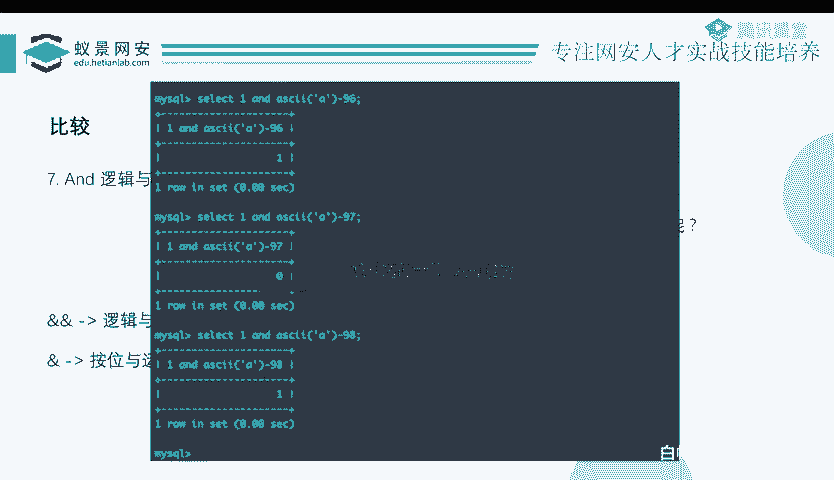 蚁景网安
edu.hetianlab.com
腾讯课堂
专注网安人才实战技能培养
比较
7. And 逻辑与
&& -> 逻辑与
& -> 按位与运
mysql> select 1 and ascii('a')-96;
| 1 and ascii('a')-96 |
| 1 |
1 row in set (0.00 sec)
mysql> select 1 and ascii('a')-97;
| 1 and ascii('a')-97 |
| 0 |
1 row in set (0.00 sec)
mysql> select 1 and ascii('a')-98;
| 1 and ascii('a')-98 |
| 1 |
1 row in set (0.00 sec)
mysql>
呢？
白